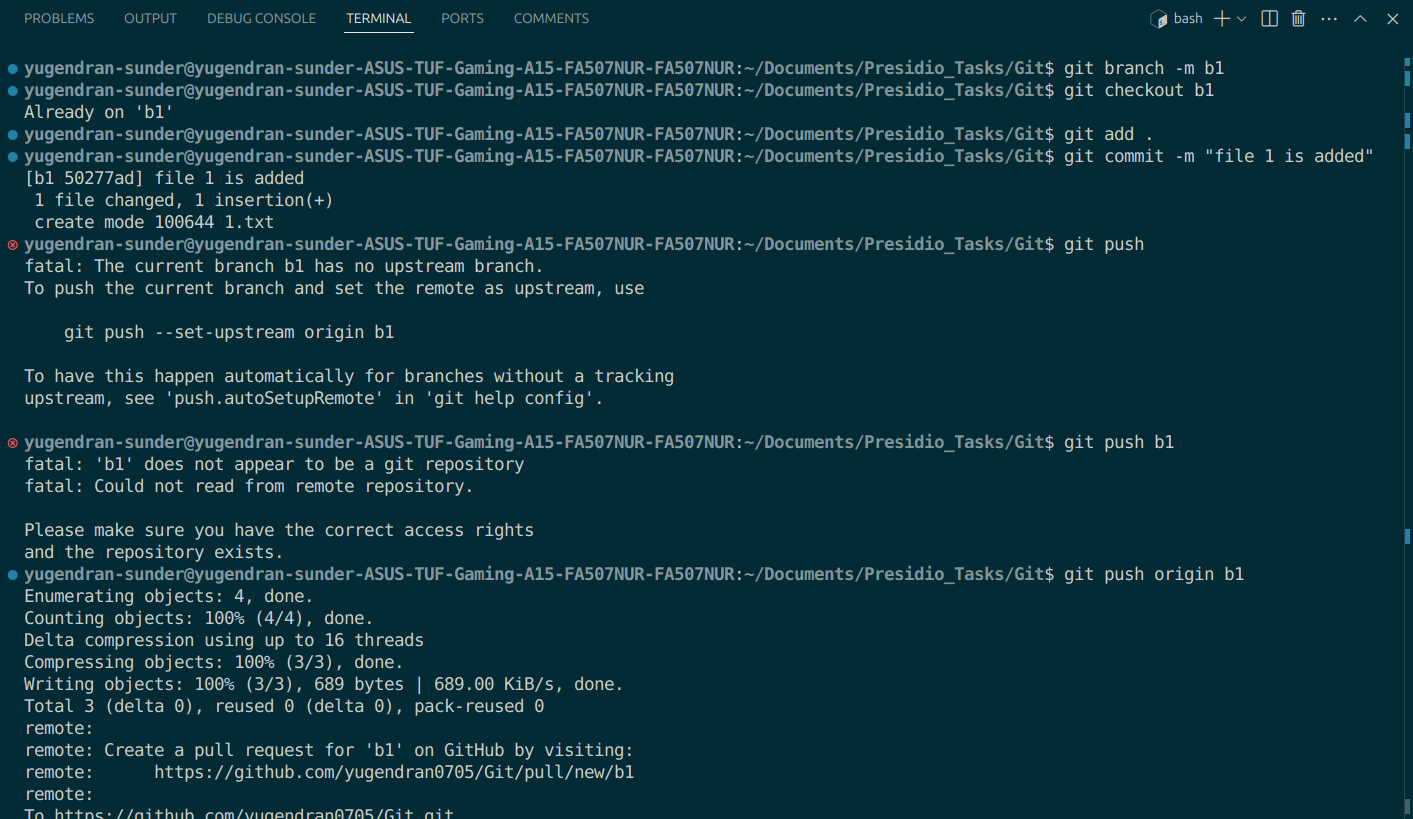 PROBLEMS OUTPUT DEBUG CONSOLE TERMINAL PORTS COMMENTS bash
yugendran-sunder@yugendran-sunder-ASUS-TUF-Gaming-A15-FA507NUR-FA507NUR:~/Documents/Presidio_Tasks/Git$ git branch -m b1
yugendran-sunder@yugendran-sunder-ASUS-TUF-Gaming-A15-FA507NUR-FA507NUR:~/Documents/Presidio_Tasks/Git$ git checkout b1
Already on 'b1'
yugendran-sunder@yugendran-sunder-ASUS-TUF-Gaming-A15-FA507NUR-FA507NUR:~/Documents/Presidio_Tasks/Git$ git add .
yugendran-sunder@yugendran-sunder-ASUS-TUF-Gaming-A15-FA507NUR-FA507NUR:~/Documents/Presidio_Tasks/Git$ git commit -m "file 1 is added"
[b1 50277ad] file 1 is added
 1 file changed, 1 insertion(+)
 create mode 100644 1.txt
yugendran-sunder@yugendran-sunder-ASUS-TUF-Gaming-A15-FA507NUR-FA507NUR:~/Documents/Presidio_Tasks/Git$ git push
fatal: The current branch b1 has no upstream branch.
To push the current branch and set the remote as upstream, use
    git push --set-upstream origin b1
To have this happen automatically for branches without a tracking
upstream, see 'push.autoSetupRemote' in 'git help config'.
yugendran-sunder@yugendran-sunder-ASUS-TUF-Gaming-A15-FA507NUR-FA507NUR:~/Documents/Presidio_Tasks/Git$ git push b1
fatal: 'b1' does not appear to be a git repository
fatal: Could not read from remote repository.
Please make sure you have the correct access rights
and the repository exists.
yugendran-sunder@yugendran-sunder-ASUS-TUF-Gaming-A15-FA507NUR-FA507NUR:~/Documents/Presidio_Tasks/Git$ git push origin b1
Enumerating objects: 4, done.
Counting objects: 100% (4/4), done.
Delta compression using up to 16 threads
Compressing objects: 100% (3/3), done.
Writing objects: 100% (3/3), 689 bytes | 689.00 KiB/s, done.
Total 3 (delta 0), reused 0 (delta 0), pack-reused 0
remote:
remote: Create a pull request for 'b1' on GitHub by visiting:
remote:      https://github.com/yugendran0705/Git/pull/new/b1
remote:
To https://github.com/yugendran0705/Git.git